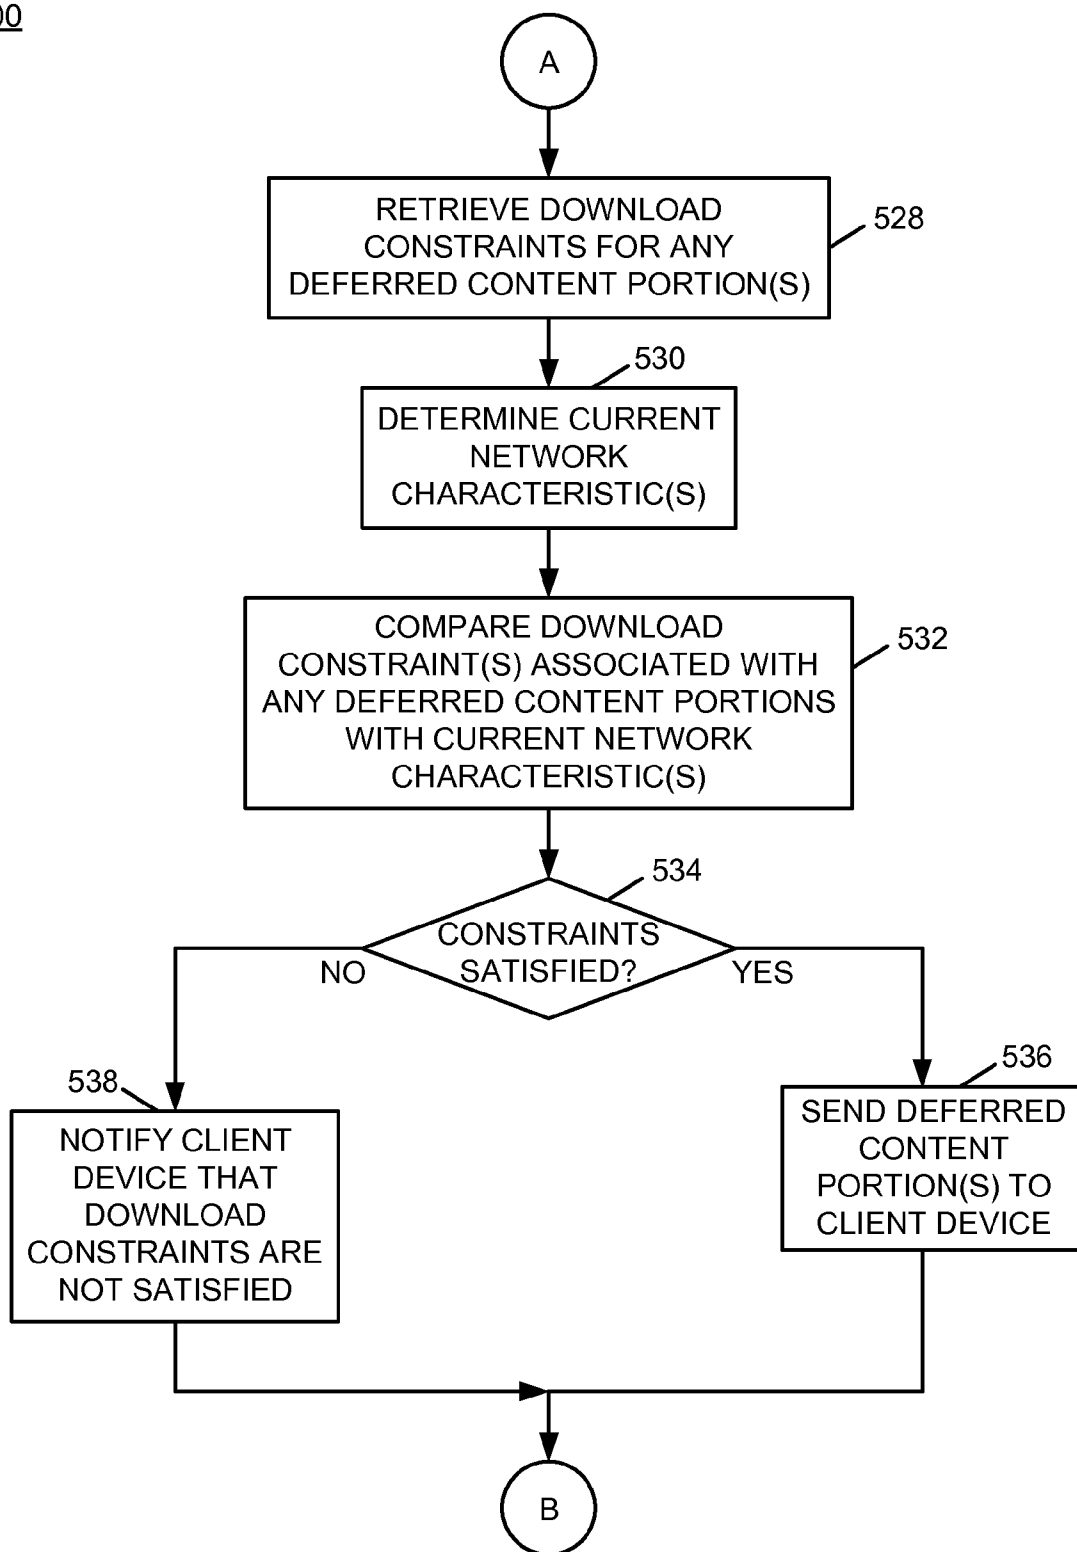 00
A
RETRIEVE DOWNLOAD
CONSTRAINTS FOR ANY
DEFERRED CONTENT PORTION(S)
528
530
DETERMINE CURRENT
NETWORK
CHARACTERISTIC(S)
COMPARE DOWNLOAD
CONSTRAINT(S) ASSOCIATED WITH
ANY DEFERRED CONTENT PORTIONS
WITH CURRENT NETWORK
CHARACTERISTIC(S)
532
534
CONSTRAINTS
SATISFIED?
NO
YES
538
NOTIFY CLIENT
DEVICE THAT
DOWNLOAD
CONSTRAINTS ARE
NOT SATISFIED
536
SEND DEFERRED
CONTENT
PORTION(S) TO
CLIENT DEVICE
B